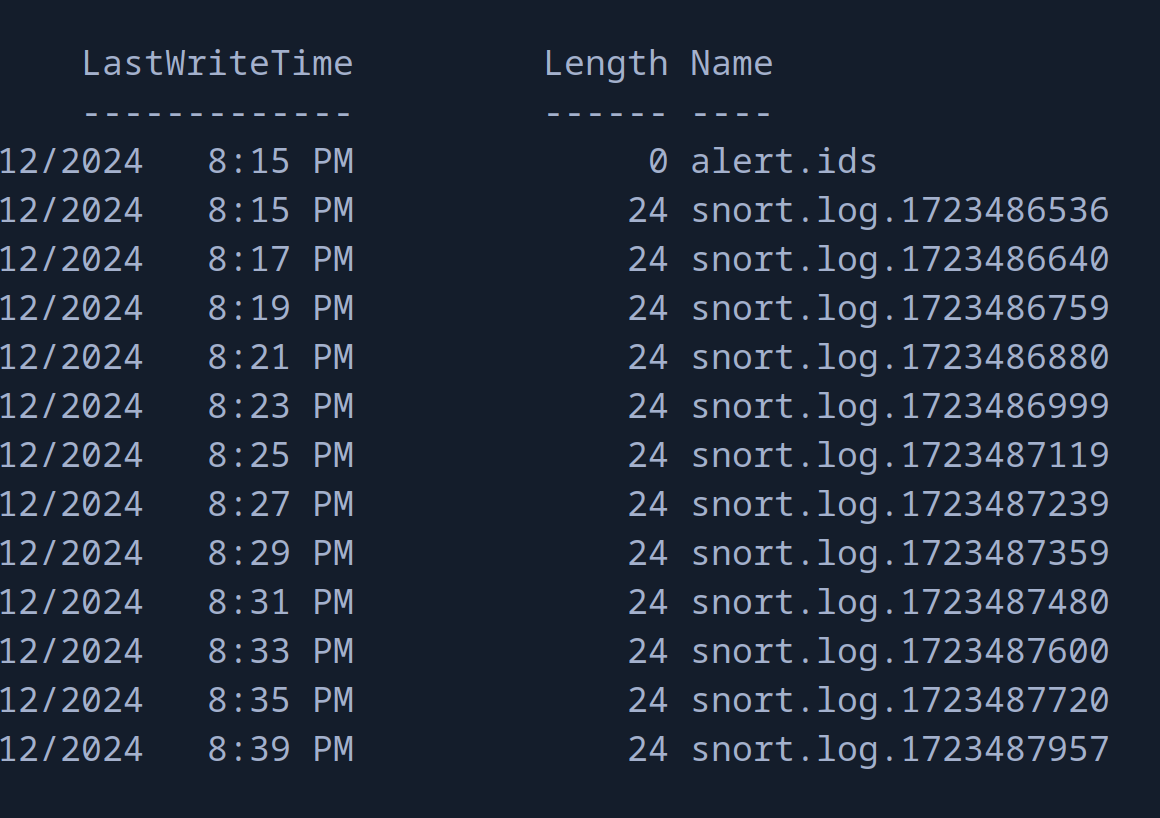 LastWriteTime Length Name
------------- ------ ----
12/2024 8:15 PM 0 alert.ids
12/2024 8:15 PM 24 snort.log.1723486536
12/2024 8:17 PM 24 snort.log.1723486640
12/2024 8:19 PM 24 snort.log.1723486759
12/2024 8:21 PM 24 snort.log.1723486880
12/2024 8:23 PM 24 snort.log.1723486999
12/2024 8:25 PM 24 snort.log.1723487119
12/2024 8:27 PM 24 snort.log.1723487239
12/2024 8:29 PM 24 snort.log.1723487359
12/2024 8:31 PM 24 snort.log.1723487480
12/2024 8:33 PM 24 snort.log.1723487600
12/2024 8:35 PM 24 snort.log.1723487720
12/2024 8:39 PM 24 snort.log.1723487957